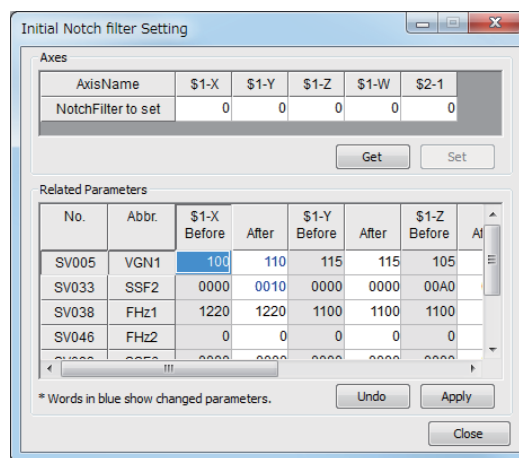 Initial Notch filter Setting
Axes
AxisName $1-X $1-Y $1-Z $1-W $2-1
NotchFilter to set 0 0 0 0 0
Get Set
Related Parameters
No. Abbr. $1-X Before After $1-Y Before After $1-Z Before
SV005 VGN1 100 110 115 115 105
SV033 SSF2 0000 0010 0000 0000 00A0
SV038 FHz1 1220 1220 1100 1100 1100
SV046 FHz2 0 0 0 0 0
* Words in blue show changed parameters.
Undo Apply
Close